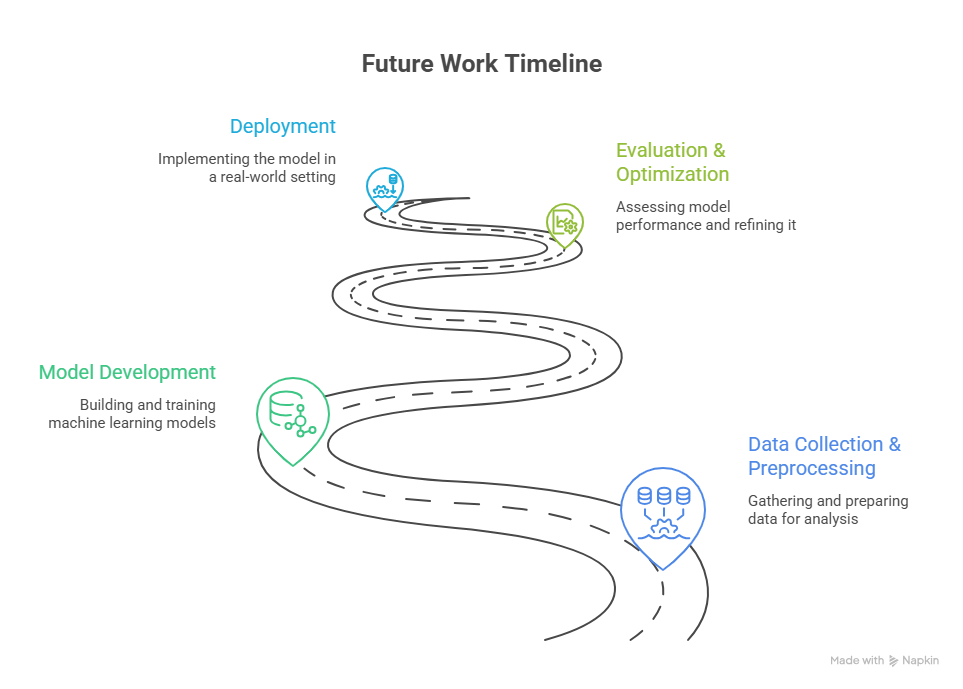 Future Work Timeline
Deployment
Implementing the model in
a real-world setting
Evaluation &
Optimization
Assessing model
performance and refining it
Model Development
Building and training
machine learning models
Data Collection &
Preprocessing
Gathering and preparing
data for analysis
Made with Napkin